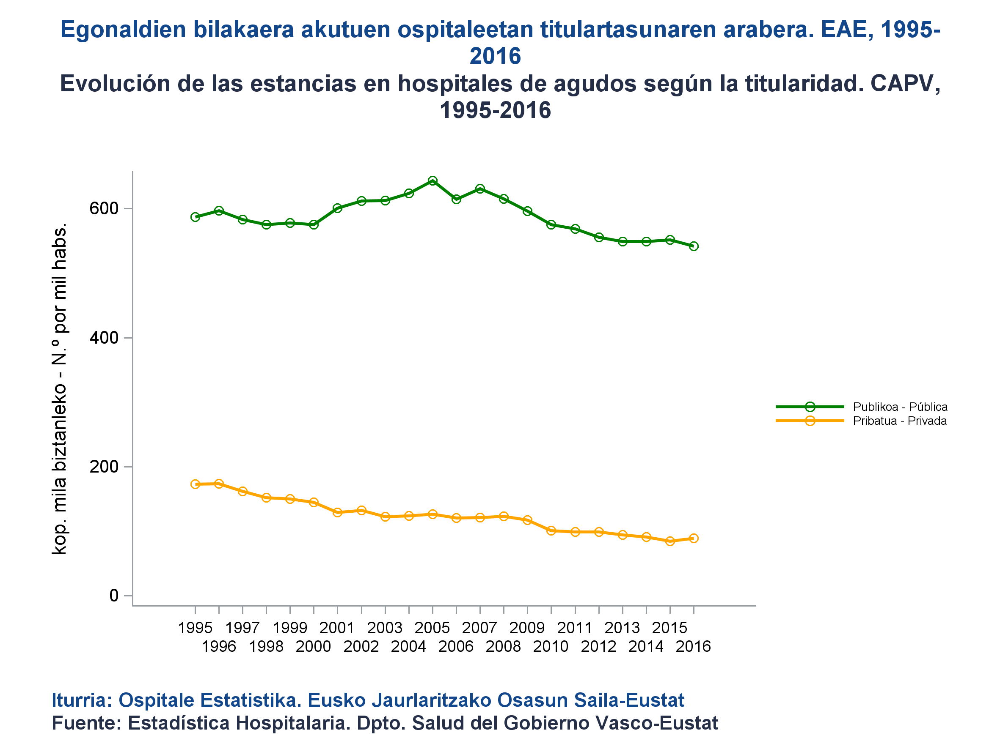 Egonaldien bilakaera akutuen ospitaleetan titulartasunaren arabera. EAE, 1995-
2016
Evolución de las estancias en hospitales de agudos según la titularidad. CAPV,
1995-2016
kop. mila biztanleko - N.º por mil habs.
600
400
200
0
Publikoa - Pública
Pribatua - Privada
1995 1997 1999 2001 2003 2005 2007 2009 2011 2013 2015
1996 1998 2000 2002 2004 2006 2008 2010 2012 2014 2016
Iturria: Ospitale Estatistika. Eusko Jaurlaritzako Osasun Saila-Eustat
Fuente: Estadística Hospitalaria. Dpto. Salud del Gobierno Vasco-Eustat